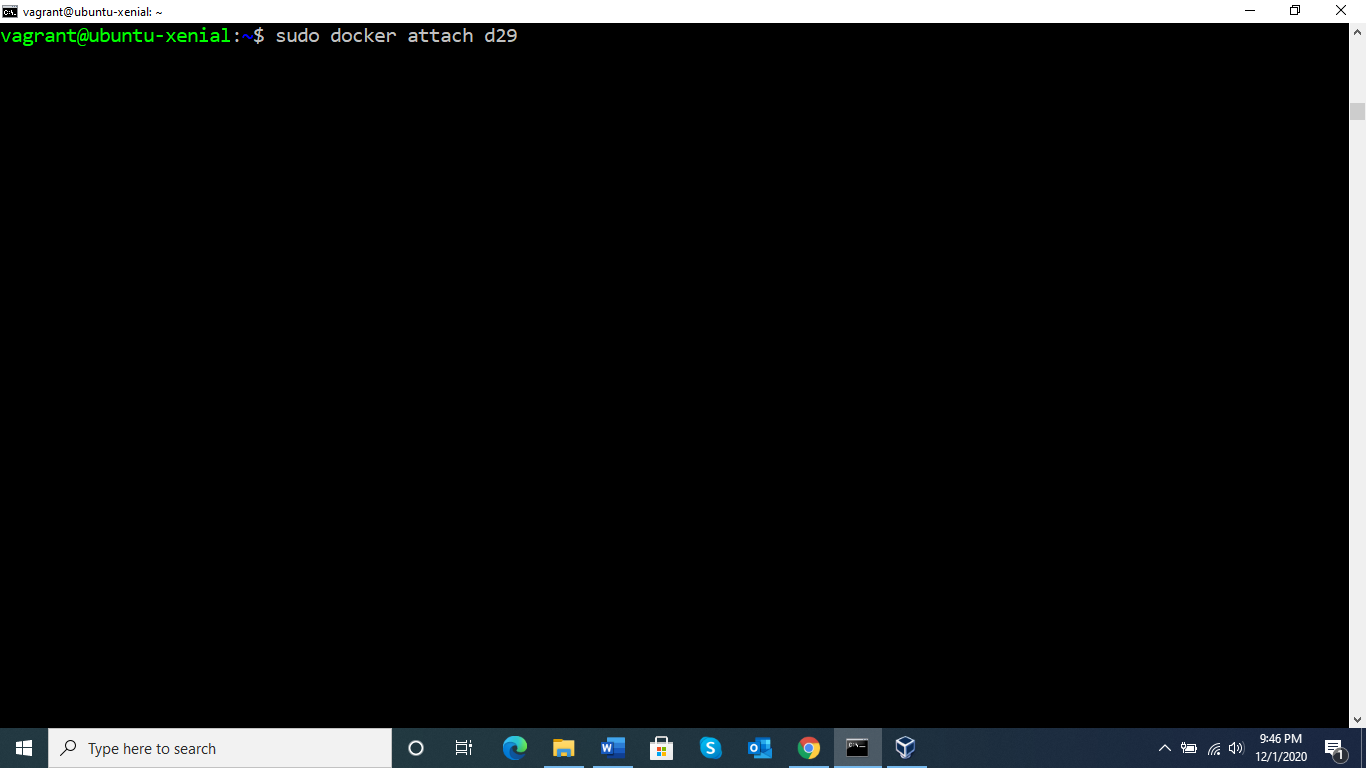 vagrant@ubuntu-xenial: ~
vagrant@ubuntu-xenial:~$ sudo docker attach d29
Type here to search
9:46 PM
12/1/2020
1